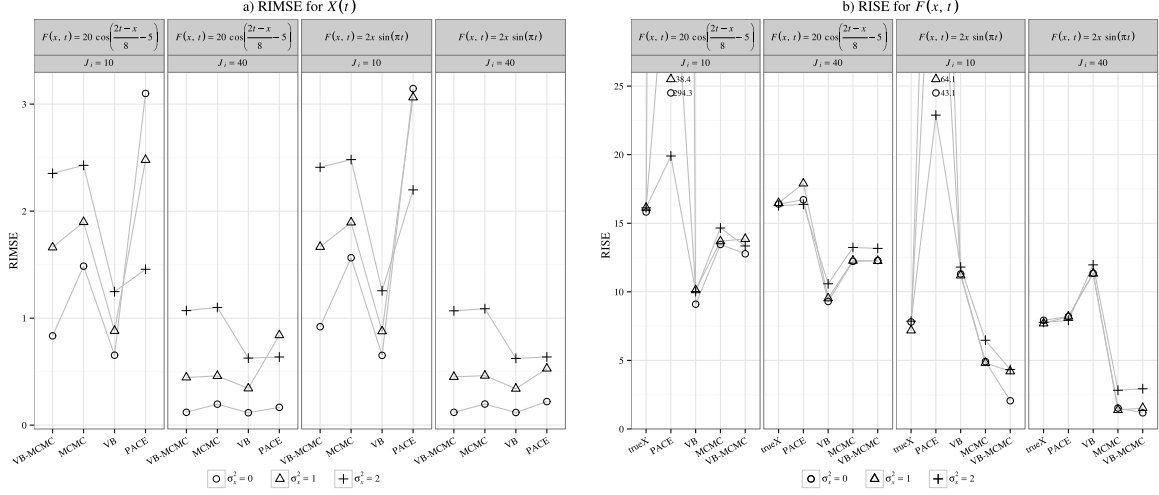 a) RIMSE for X(t)
F(x, t) = 20 cos((2t−x)/8 −5)
F(x, t) = 20 cos((2t−x)/8 −5)
F(x, t) = 2x sin(πt)
F(x, t) = 2x sin(πt)
J_i = 10
J_i = 40
J_i = 10
J_i = 40
RIMSE
3
2
1
0
VB-MCMC MCMC VB PACE
VB-MCMC MCMC VB PACE
VB-MCMC MCMC VB PACE
VB-MCMC MCMC VB PACE
σ²ₓ = 0 σ²ₓ = 1 σ²ₓ = 2
b) RISE for F(x, t)
F(x, t) = 20 cos((2t−x)/8 −5)
F(x, t) = 20 cos((2t−x)/8 −5)
F(x, t) = 2x sin(πt)
F(x, t) = 2x sin(πt)
J_i = 10
J_i = 40
J_i = 10
J_i = 40
RISE
25
20
15
10
5
0
38.4
294.3
64.1
43.1
trueX PACE VB MCMC VB-MCMC
trueX PACE VB MCMC VB-MCMC
trueX PACE VB MCMC VB-MCMC
trueX PACE VB MCMC VB-MCMC
σ²ₓ = 0 σ²ₓ = 1 σ²ₓ = 2